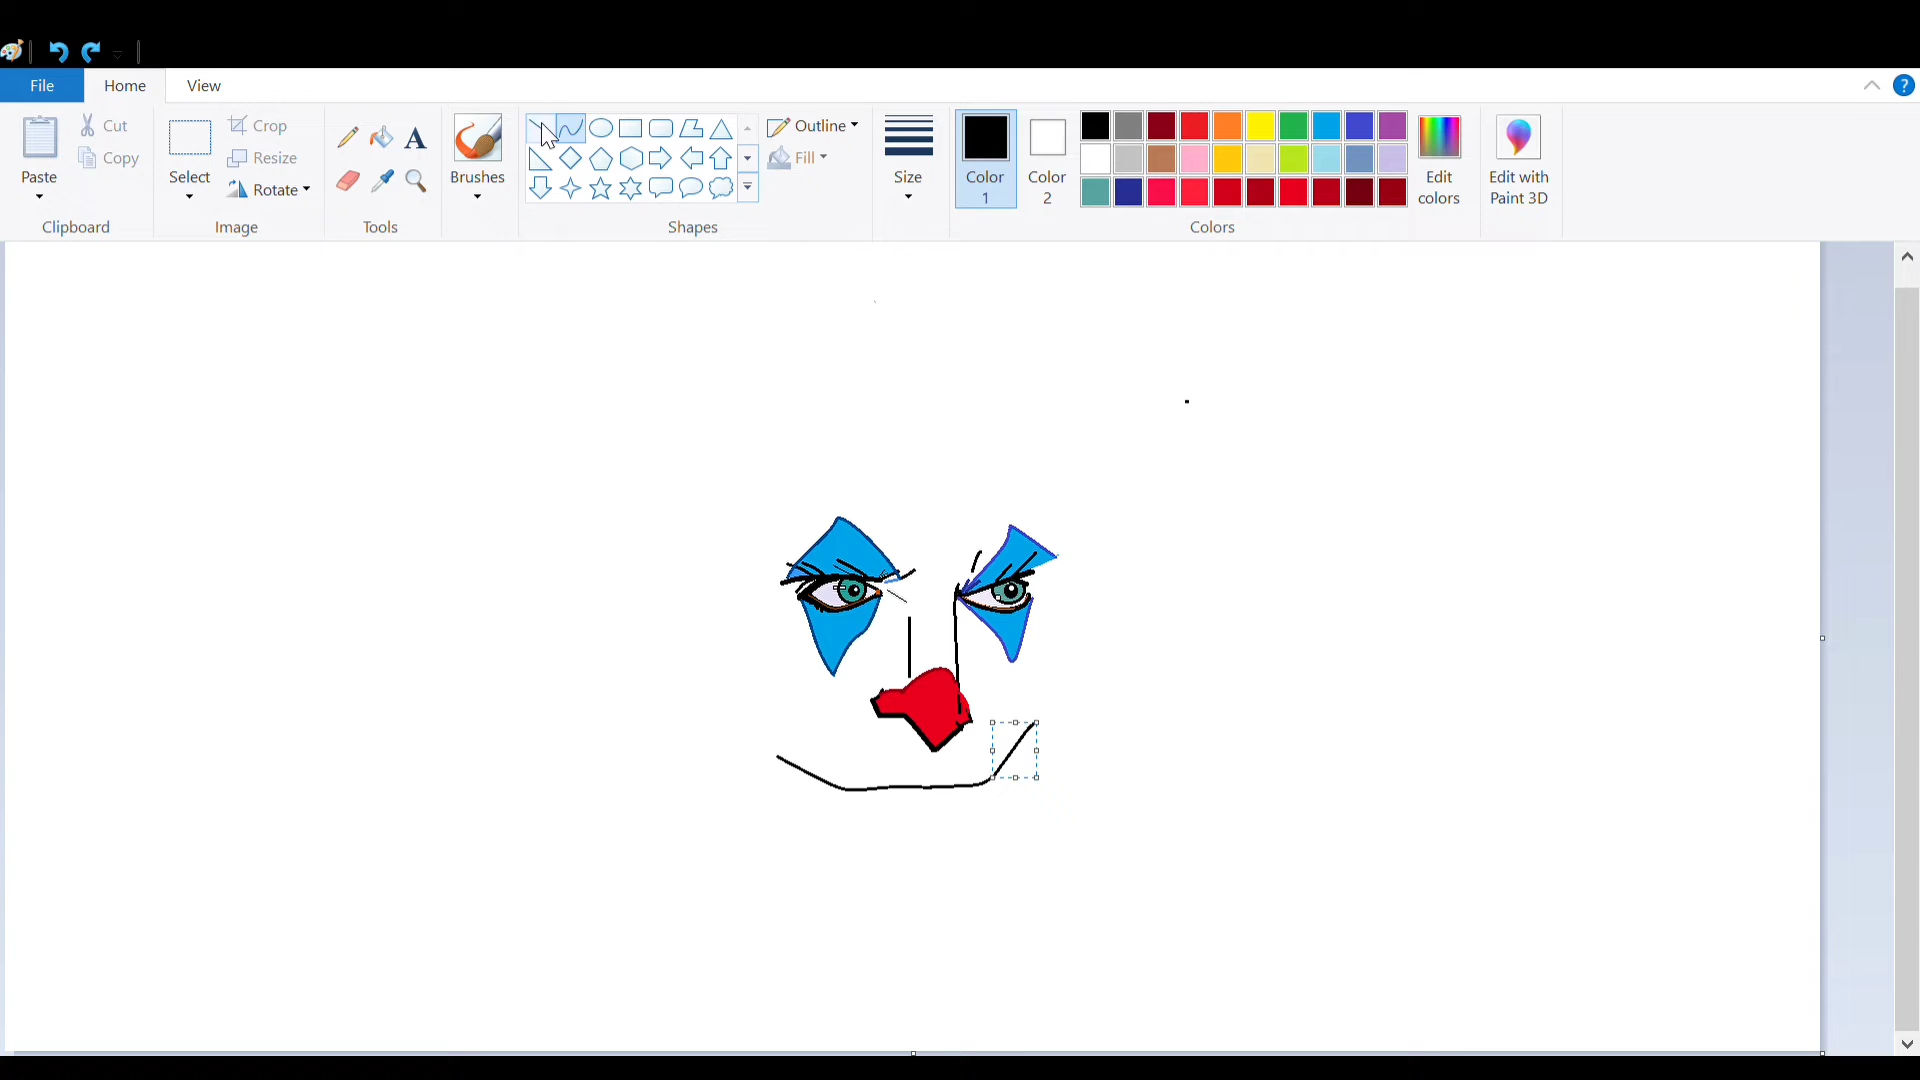 File
Home
View
Paste
Cut
Copy
Clipboard
Select
Crop
Resize
Rotate
Image
A
Tools
Brushes
Outline
Fill
Shapes
Size
Color
1
Color
2
Edit
colors
Colors
Edit with
Paint 3D
?